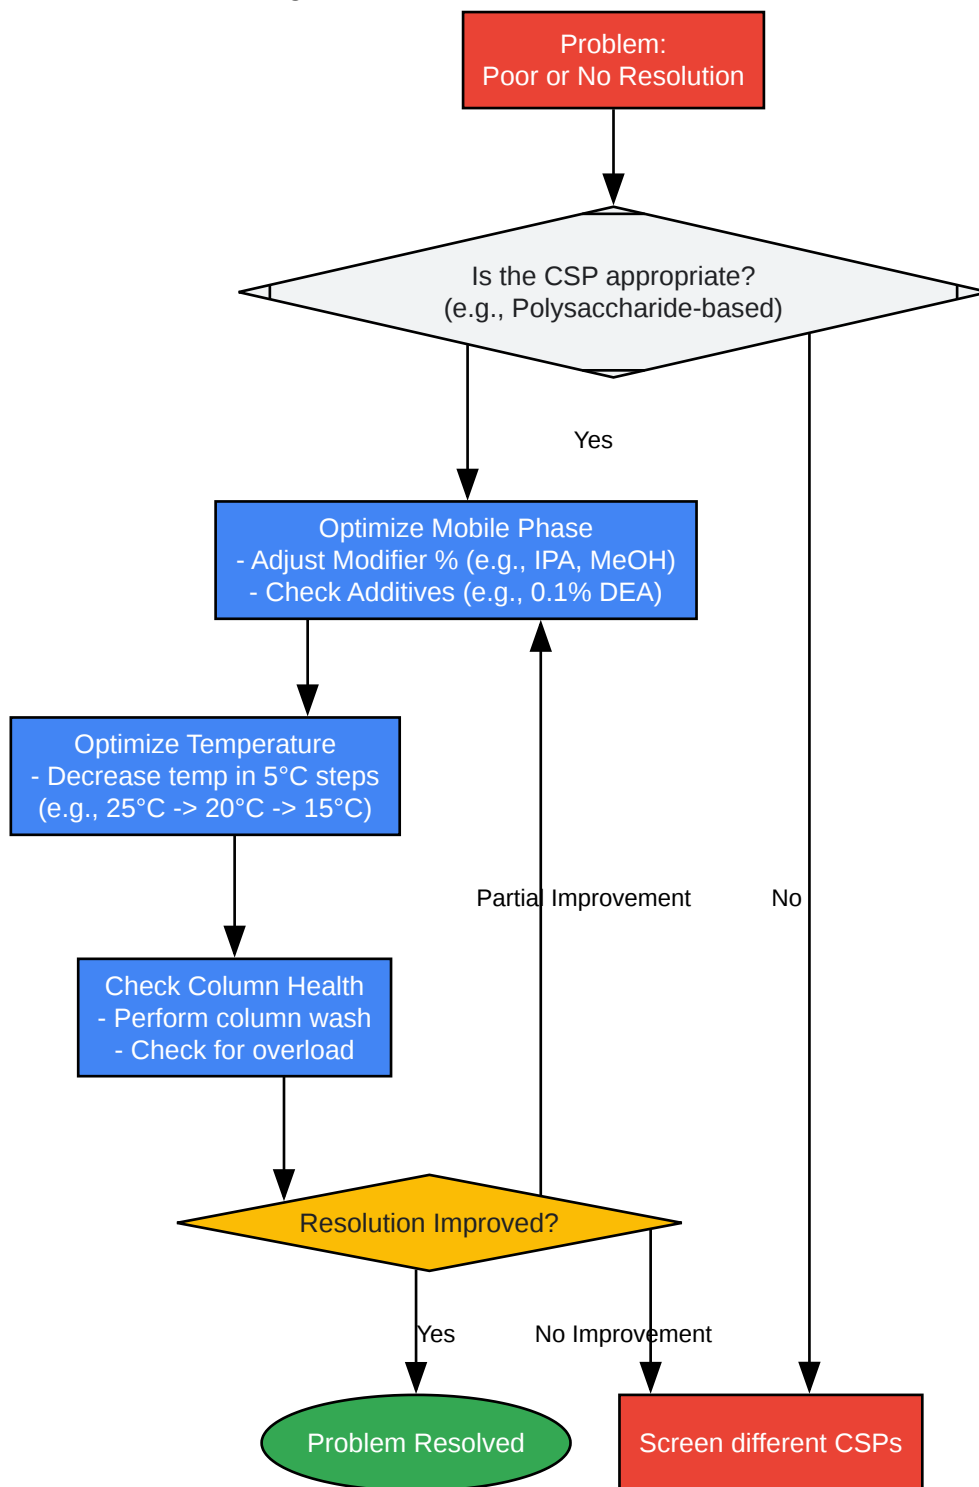 Problem:
Poor or No Resolution
Is the CSP appropriate?
(e.g., Polysaccharide-based)
Yes
Optimize Mobile Phase
- Adjust Modifier % (e.g., IPA, MeOH)
- Check Additives (e.g., 0.1% DEA)
Optimize Temperature
- Decrease temp in 5°C steps
(e.g., 25°C -> 20°C -> 15°C)
Partial Improvement
No
Check Column Health
- Perform column wash
- Check for overload
Resolution Improved?
Yes
No Improvement
Problem Resolved
Screen different CSPs